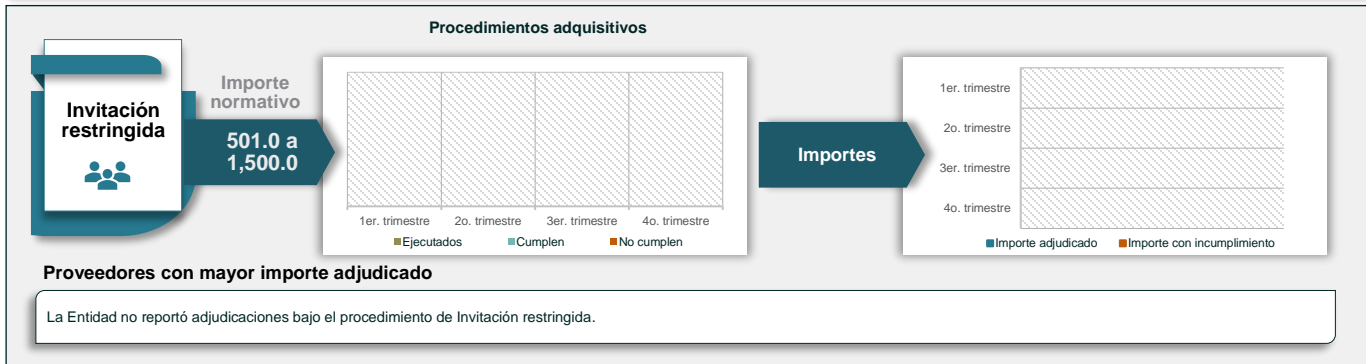 Procedimientos adquisitivos
Invitación
restringida
Importe
normativo
501.0 a
1,500.0
1er. trimestre
2o. trimestre
3er. trimestre
4o. trimestre
Ejecutados
Cumplen
No cumplen
Importes
1er. trimestre
2o. trimestre
3er. trimestre
4o. trimestre
Importe adjudicado
Importe con incumplimiento
Proveedores con mayor importe adjudicado
La Entidad no reportó adjudicaciones bajo el procedimiento de Invitación restringida.